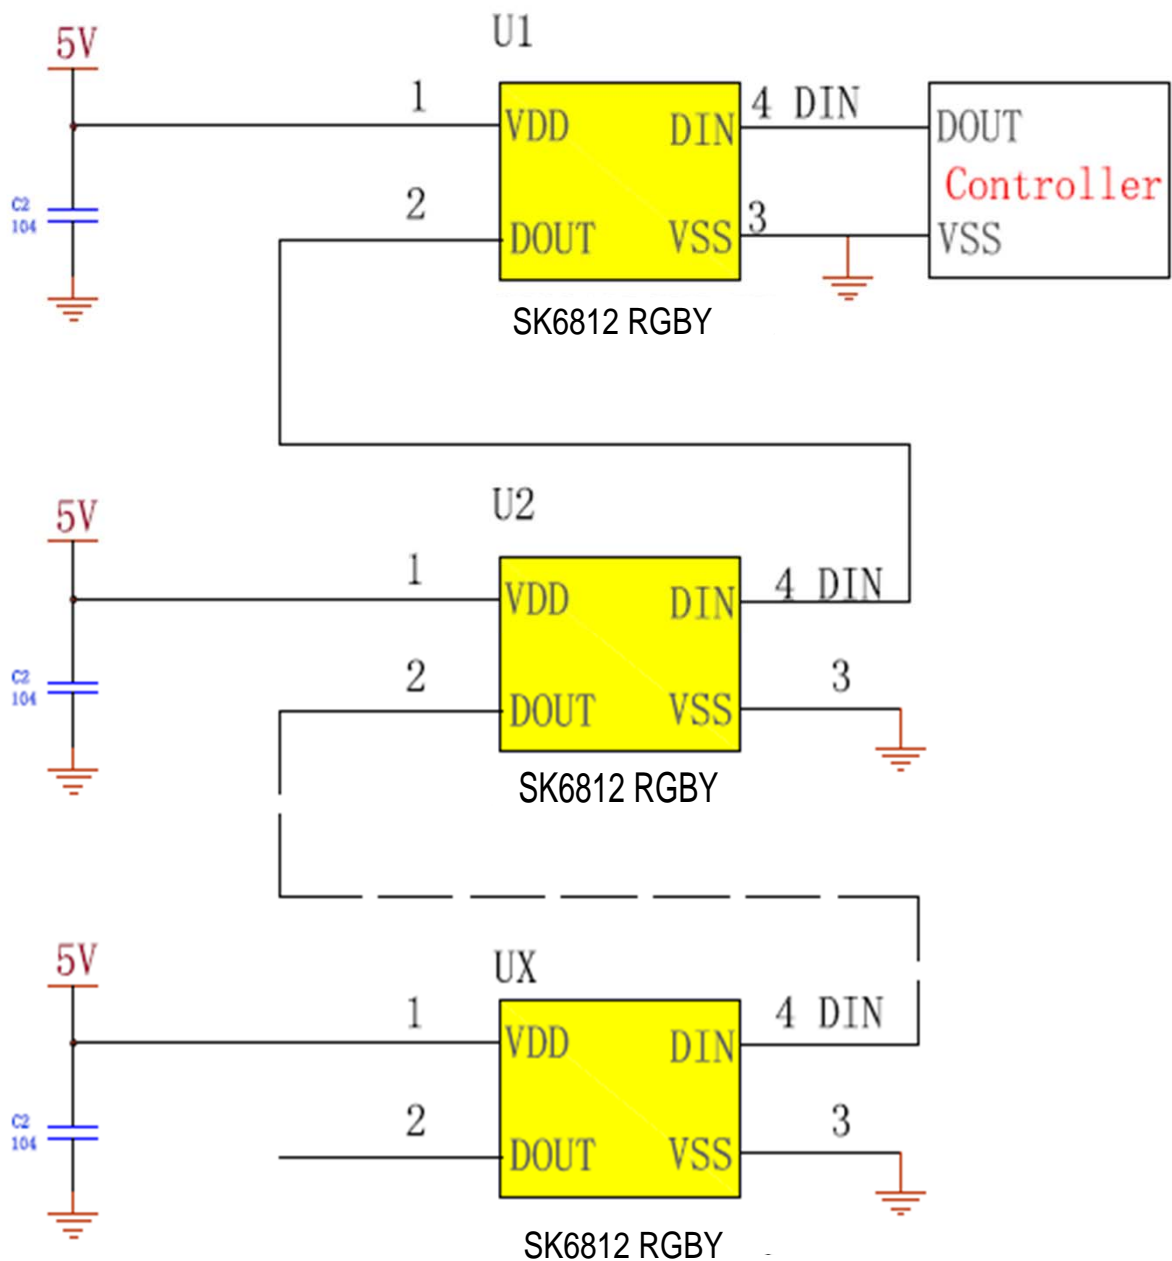 U1
5V
1
4 DIN
VDD
DIN
DOUT
Controller
C2
104
2
3
DOUT
VSS
VSS
SK6812 RGBY
U2
5V
1
4 DIN
VDD
DIN
C2
104
2
3
DOUT
VSS
SK6812 RGBY
UX
5V
1
4 DIN
VDD
DIN
C2
104
2
3
DOUT
VSS
SK6812 RGBY